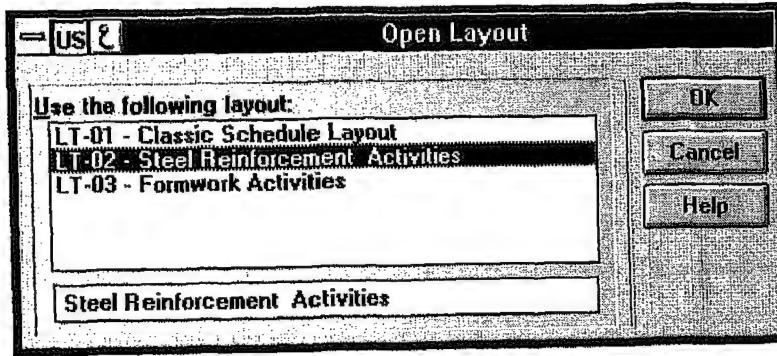 US ع Open Layout
Use the following layout:
LT-01 - Classic Schedule Layout
LT-02 - Steel Reinforcement Activities
LT-03 - Formwork Activities
Steel Reinforcement Activities
OK
Cancel
Help